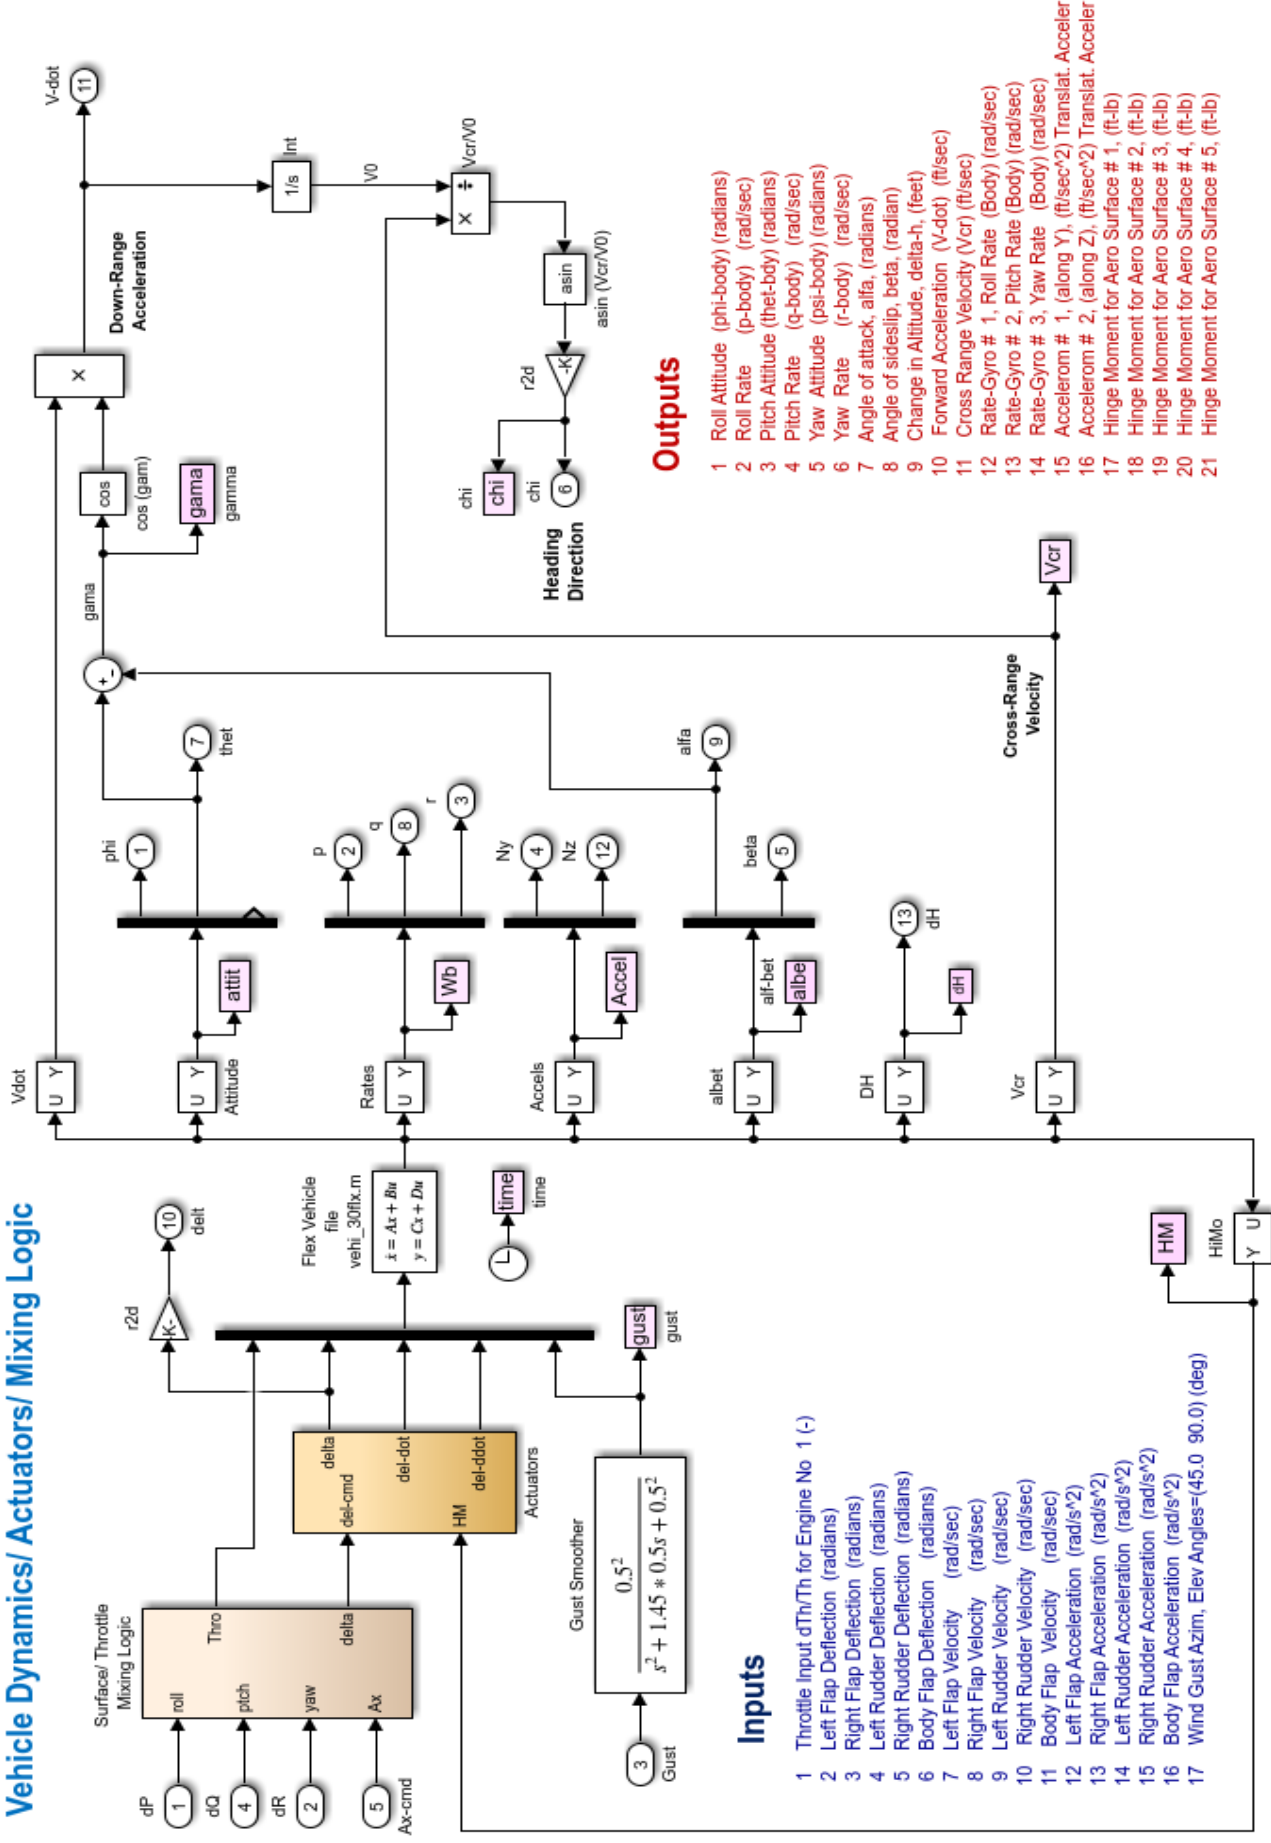 Vehicle Dynamics/ Actuators/ Mixing Logic
dP
1
dQ
4
dR
2
5
Ax-cmd
Surface/ Throttle
Mixing Logic
roll
ptch
yaw
Ax
Thro
delta
del-cmd
HM
delta
del-dot
del-ddot
Actuators
r2d
K-
10
delt
3
Gust
Gust Smoother
0.5²
s² + 1.45 * 0.5s + 0.5²
gust
gust
Flex Vehicle
file
vehi_30flx.m
ẋ = Ax + Bu
y = Cx + Du
time
time
Vdot
U Y
U Y
Attitude
attit
phi
1
7
thet
Rates
U Y
Wb
p
2
q
8
r
3
Accels
U Y
Accel
Ny
4
Nz
12
albet
U Y
alf-bet
albe
alfa
9
beta
5
DH
U Y
dH
13
dH
Vcr
U Y
Cross-Range
Velocity
Vcr
HM
HiMo
Y U
+
-
gama
cos
cos (gam)
gama
gamma
×
Down-Range
Acceleration
V-dot
11
1/s
Int
V0
× ÷
Vcr/V0
asin
asin (Vcr/V0)
r2d
-K
chi
chi
chi
6
Heading
Direction
Inputs
1 Throttle Input dTh/Th for Engine No 1 (-)
2 Left Flap Deflection (radians)
3 Right Flap Deflection (radians)
4 Left Rudder Deflection (radians)
5 Right Rudder Deflection (radians)
6 Body Flap Deflection (radians)
7 Left Flap Velocity (rad/sec)
8 Right Flap Velocity (rad/sec)
9 Left Rudder Velocity (rad/sec)
10 Right Rudder Velocity (rad/sec)
11 Body Flap Velocity (rad/sec)
12 Left Flap Acceleration (rad/s^2)
13 Right Flap Acceleration (rad/s^2)
14 Left Rudder Acceleration (rad/s^2)
15 Right Rudder Acceleration (rad/s^2)
16 Body Flap Acceleration (rad/s^2)
17 Wind Gust Azim, Elev Angles=(45.0 90.0) (deg)
Outputs
1 Roll Attitude (phi-body) (radians)
2 Roll Rate (p-body) (rad/sec)
3 Pitch Attitude (thet-bdy) (radians)
4 Pitch Rate (q-body) (rad/sec)
5 Yaw Attitude (psi-body) (radians)
6 Yaw Rate (r-body) (rad/sec)
7 Angle of attack, alfa, (radians)
8 Angle of sideslip, beta, (radian)
9 Change in Altitude, delta-h, (feet)
10 Forward Acceleration (V-dot) (ft/sec)
11 Cross Range Velocity (Vcr) (ft/sec)
12 Rate-Gyro # 1, Roll Rate (Body) (rad/sec)
13 Rate-Gyro # 2, Pitch Rate (Body) (rad/sec)
14 Rate-Gyro # 3, Yaw Rate (Body) (rad/sec)
15 Accelerom # 1, (along Y), (ft/sec^2) Translat. Acceler
16 Accelerom # 2, (along Z), (ft/sec^2) Translat. Acceler
17 Hinge Moment for Aero Surface # 1, (ft-lb)
18 Hinge Moment for Aero Surface # 2, (ft-lb)
19 Hinge Moment for Aero Surface # 3, (ft-lb)
20 Hinge Moment for Aero Surface # 4, (ft-lb)
21 Hinge Moment for Aero Surface # 5, (ft-lb)